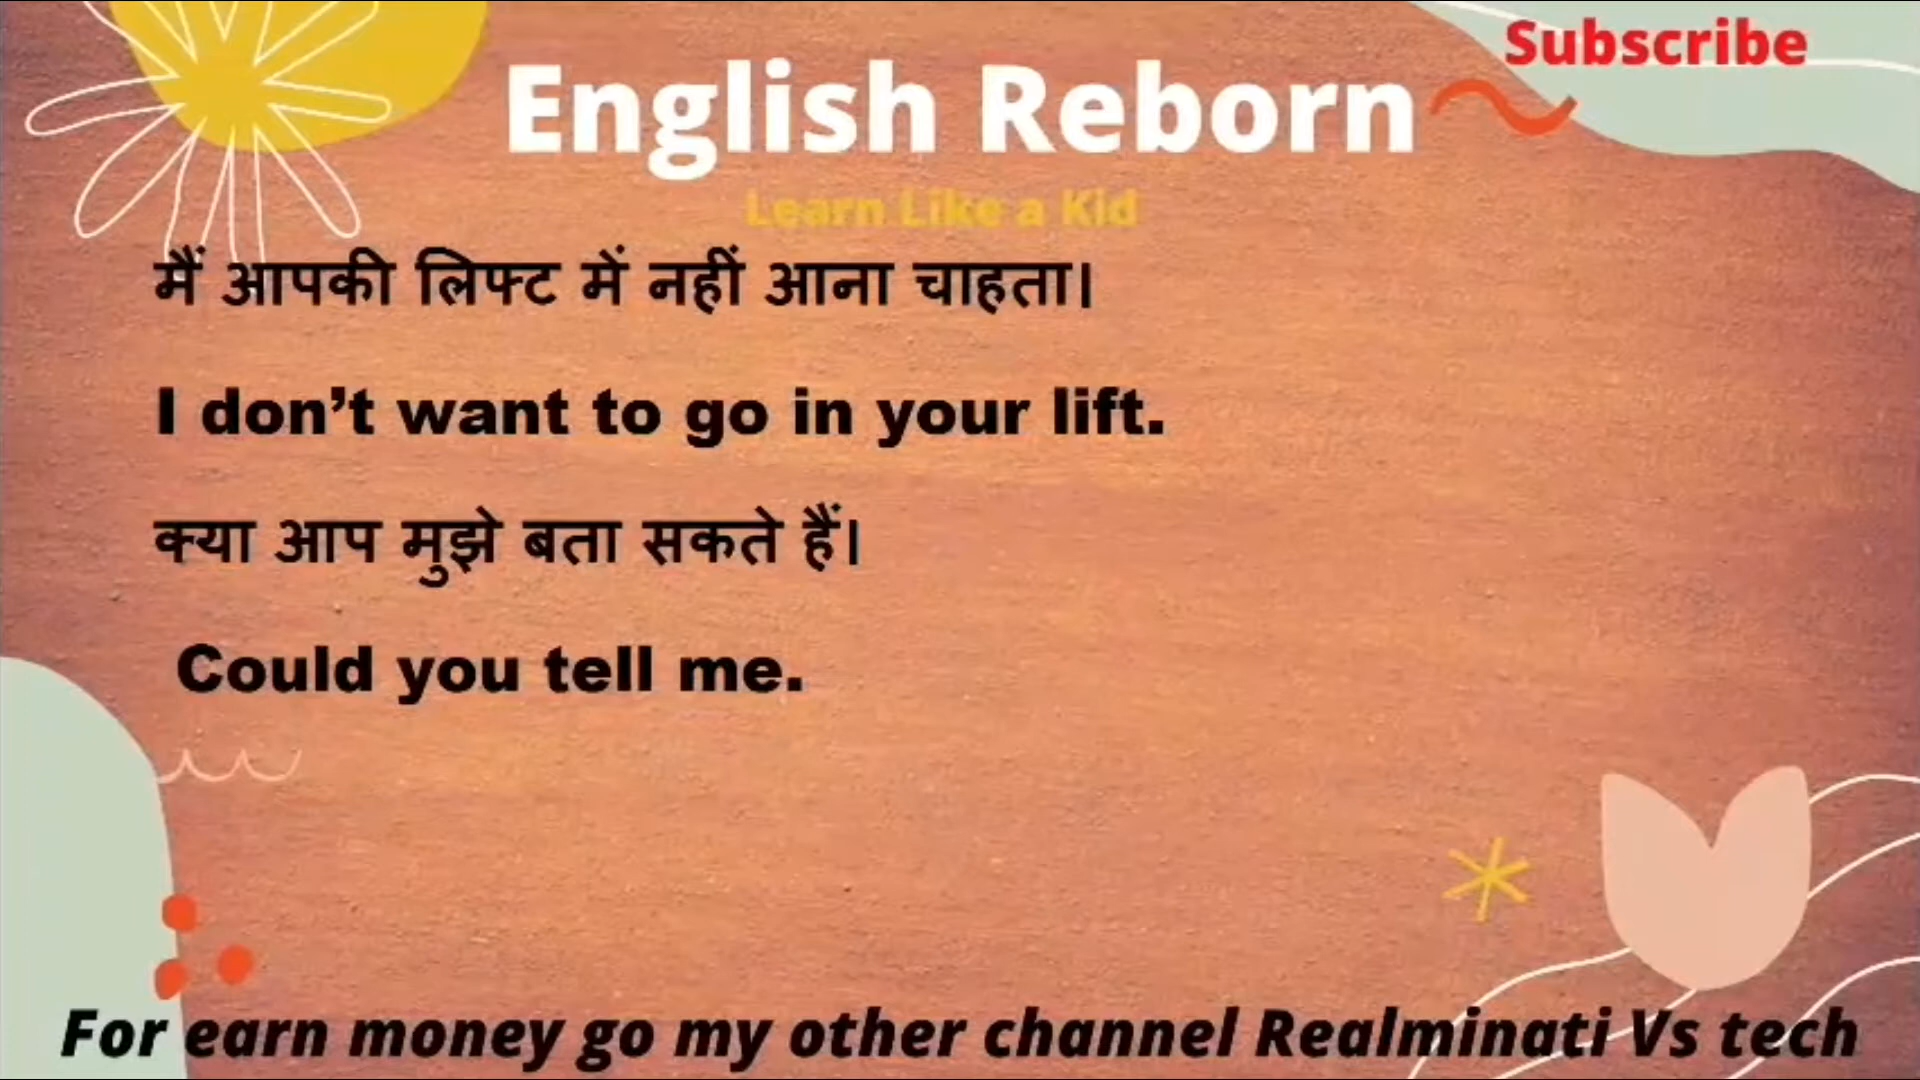 Subscribe
English Reborn
Learn Like a Kid
मैं आपकी लिफ्ट में नहीं आना चाहता।
I don’t want to go in your lift.
क्या आप मुझे बता सकते हैं।
Could you tell me.
For earn money go my other channel Realminati Vs tech